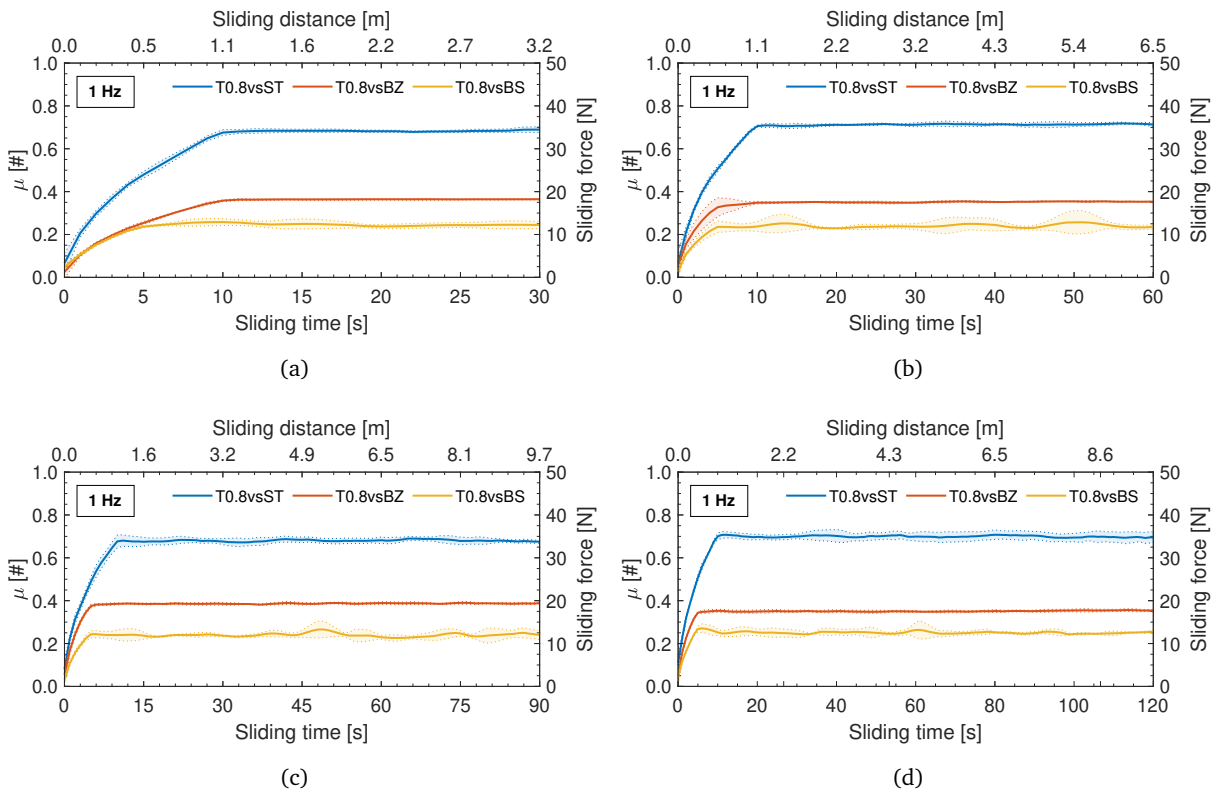 Sliding distance [m]
0.0 0.5 1.1 1.6 2.2 2.7 3.2
1.0 0.8 0.6 0.4 0.2 0.0
μ [#]
1 Hz
T0.8vsST T0.8vsBZ T0.8vsBS
50 40 30 20 10 0
Sliding force [N]
0 5 10 15 20 25 30
Sliding time [s]
(a)
Sliding distance [m]
0.0 1.1 2.2 3.2 4.3 5.4 6.5
1.0 0.8 0.6 0.4 0.2 0.0
μ [#]
1 Hz
T0.8vsST T0.8vsBZ T0.8vsBS
50 40 30 20 10 0
Sliding force [N]
0 10 20 30 40 50 60
Sliding time [s]
(b)
Sliding distance [m]
0.0 1.6 3.2 4.9 6.5 8.1 9.7
1.0 0.8 0.6 0.4 0.2 0.0
μ [#]
1 Hz
T0.8vsST T0.8vsBZ T0.8vsBS
50 40 30 20 10 0
Sliding force [N]
0 15 30 45 60 75 90
Sliding time [s]
(c)
Sliding distance [m]
0.0 2.2 4.3 6.5 8.6
1.0 0.8 0.6 0.4 0.2 0.0
μ [#]
1 Hz
T0.8vsST T0.8vsBZ T0.8vsBS
50 40 30 20 10 0
Sliding force [N]
0 20 40 60 80 100 120
Sliding time [s]
(d)